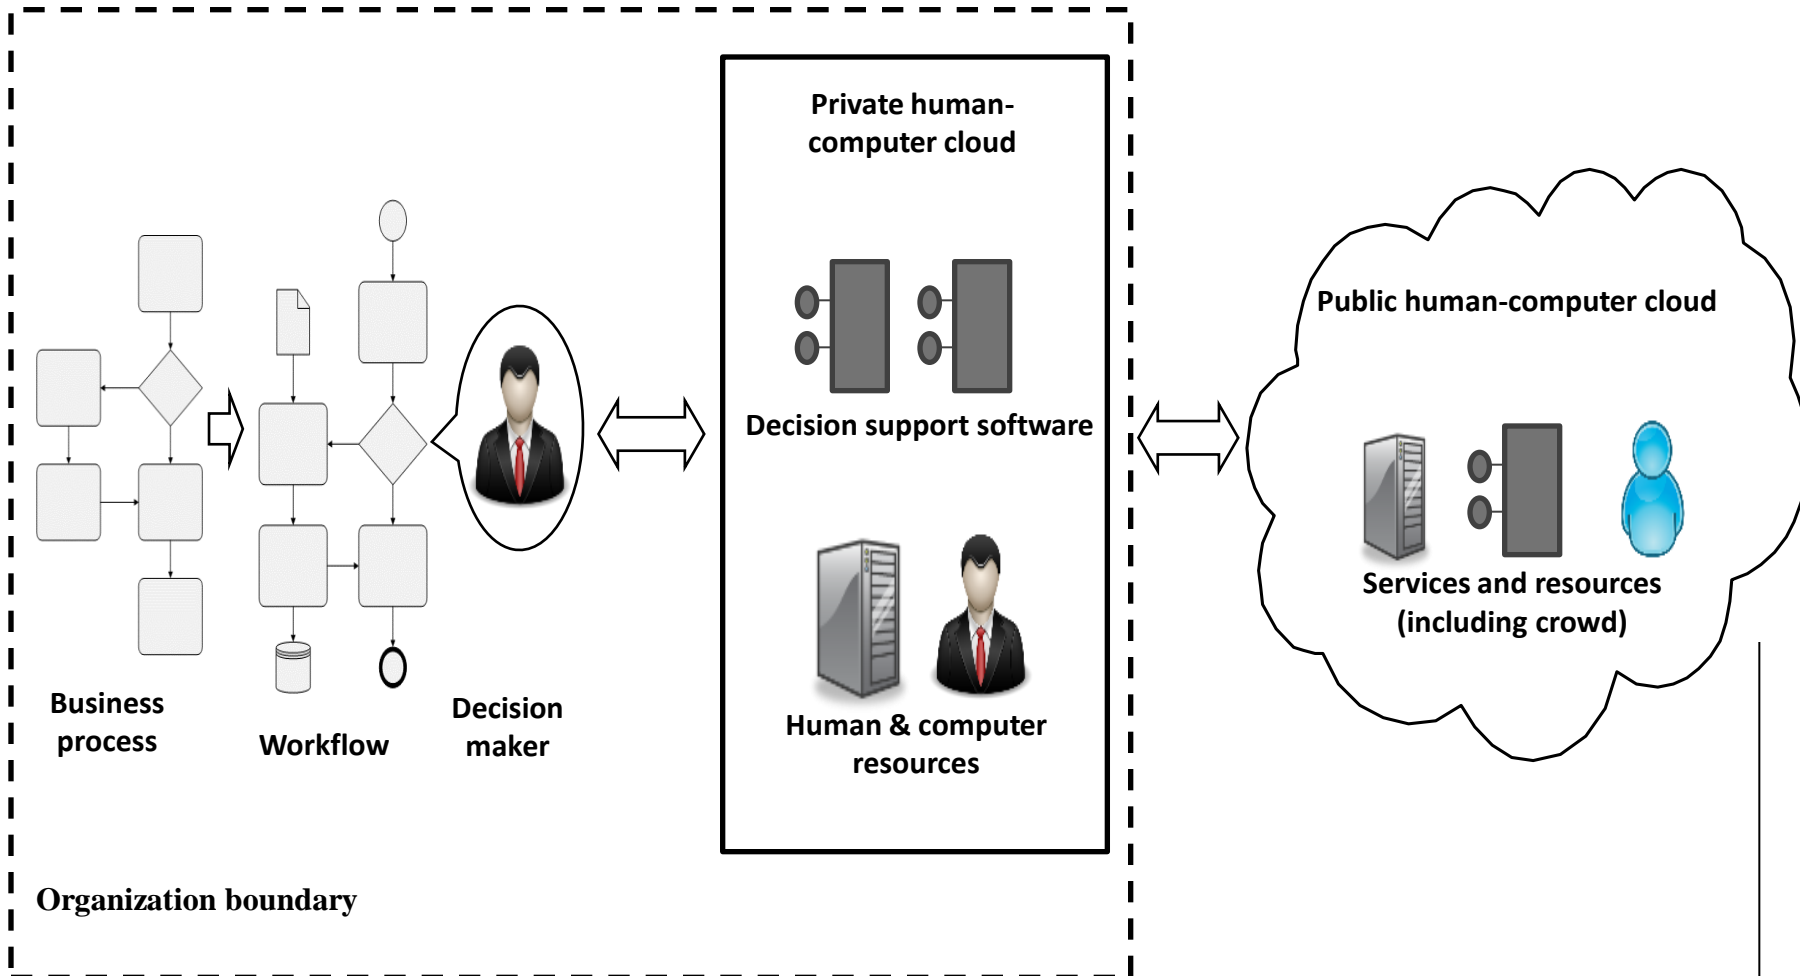 Private human-
computer cloud
Public human-computer cloud
Decision support software
Services and resources
(including crowd)
Business
process
Workflow
Decision
maker
Human & computer
resources
Organization boundary